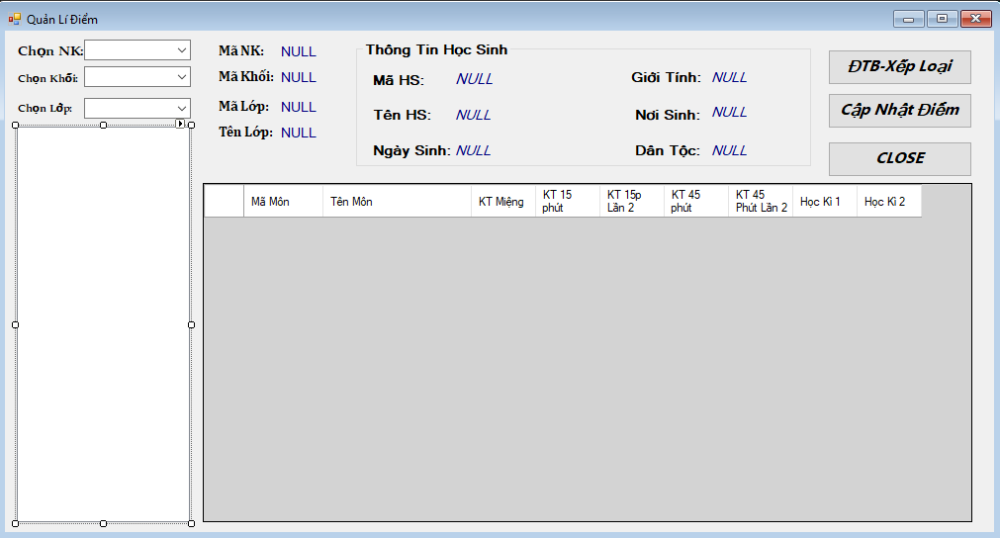 Quản Lí Điểm
Chọn NK:
Chọn Khối:
Chọn Lớp:
Mã NK: NULL
Mã Khối: NULL
Mã Lớp: NULL
Tên Lớp: NULL
Thông Tin Học Sinh
Mã HS: NULL
Giới Tính: NULL
Tên HS: NULL
Nơi Sinh: NULL
Ngày Sinh: NULL
Dân Tộc: NULL
ĐTB-Xếp Loại
Cập Nhật Điểm
CLOSE
Mã Môn
Tên Môn
KT Miệng
KT 15
phút
KT 15p
Lần 2
KT 45
phút
KT 45
Phút Lần 2
Học Kì 1
Học Kì 2